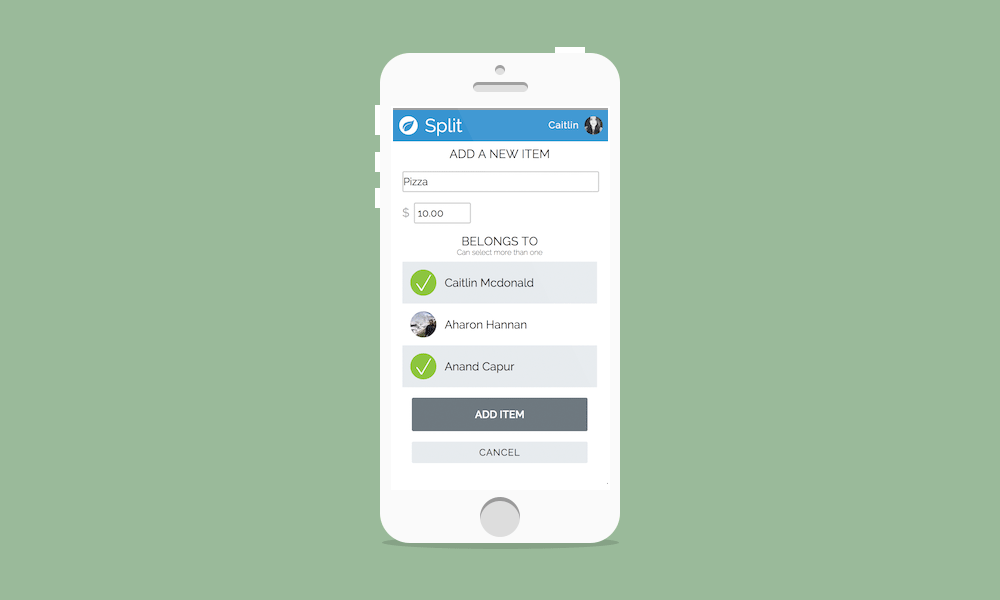 Split
Caitlin
ADD A NEW ITEM
Pizza
$ 10.00
BELONGS TO
Can select more than one
Caitlin Mcdonald
Aharon Hannan
Anand Capur
ADD ITEM
CANCEL